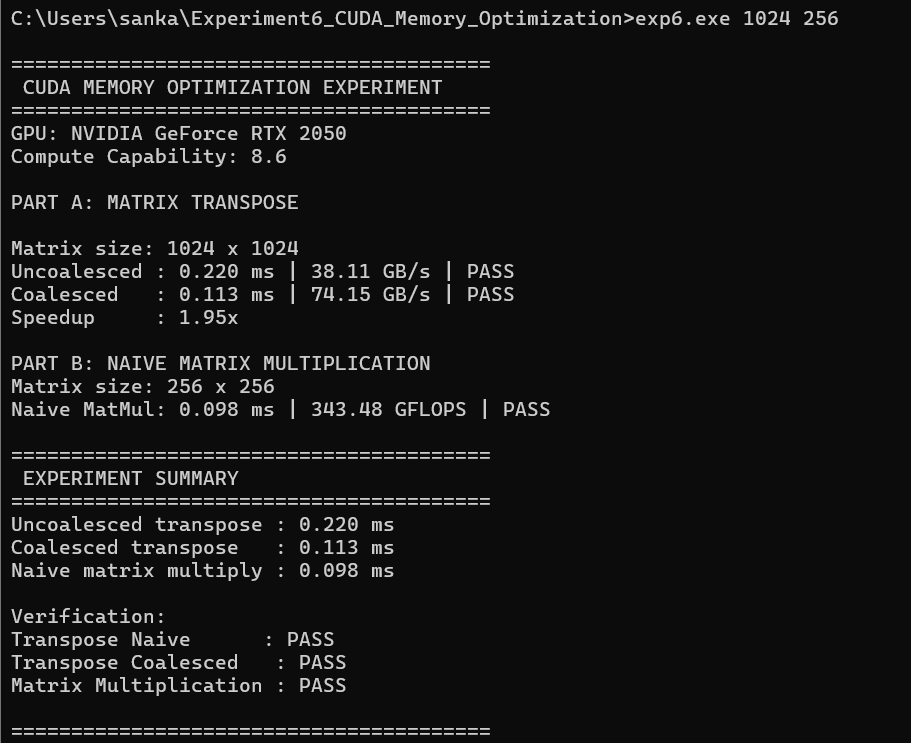 C:\Users\sanka\Experiment6_CUDA_Memory_Optimization>exp6.exe 1024 256
========================================
CUDA MEMORY OPTIMIZATION EXPERIMENT
========================================
GPU: NVIDIA GeForce RTX 2050
Compute Capability: 8.6
PART A: MATRIX TRANSPOSE
Matrix size: 1024 x 1024
Uncoalesced : 0.220 ms | 38.11 GB/s | PASS
Coalesced   : 0.113 ms | 74.15 GB/s | PASS
Speedup     : 1.95x
PART B: NAIVE MATRIX MULTIPLICATION
Matrix size: 256 x 256
Naive MatMul: 0.098 ms | 343.48 GFLOPS | PASS
========================================
EXPERIMENT SUMMARY
========================================
Uncoalesced transpose : 0.220 ms
Coalesced transpose   : 0.113 ms
Naive matrix multiply : 0.098 ms
Verification:
Transpose Naive      : PASS
Transpose Coalesced   : PASS
Matrix Multiplication : PASS
========================================